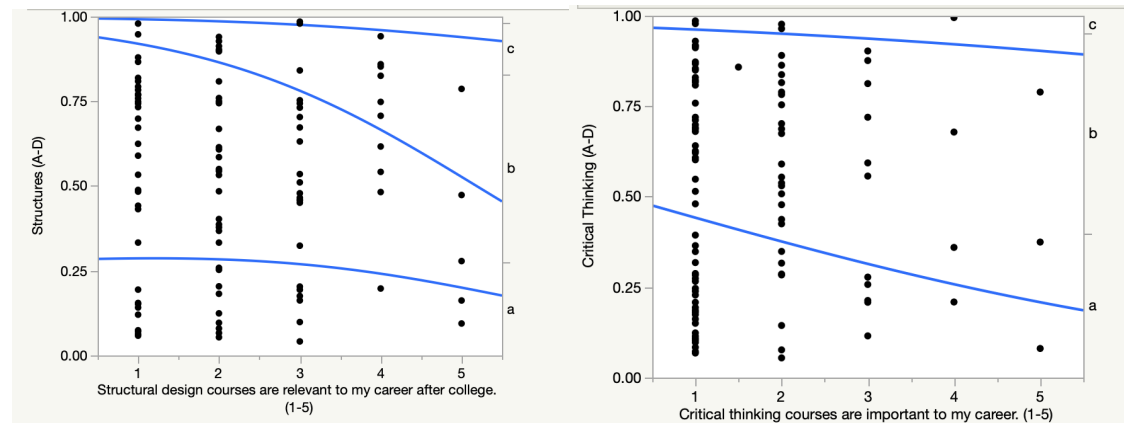 1.00
0.75
0.50
0.25
0.00
Structures (A-D)
c
b
a
1 2 3 4 5
Structural design courses are relevant to my career after college.
(1-5)
1.00
0.75
0.50
0.25
0.00
Critical Thinking (A-D)
c
b
a
1 2 3 4 5
Critical thinking courses are important to my career. (1-5)